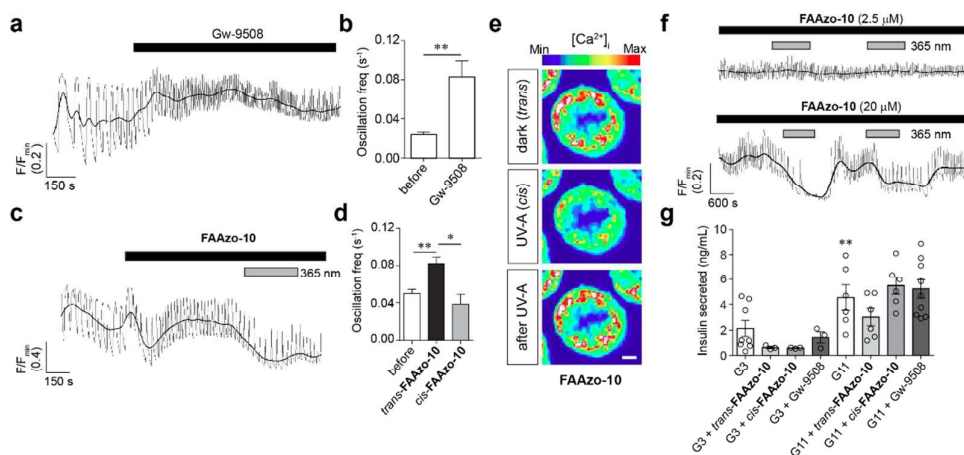 a
Gw-9508
F/Fmin
(0.2)
150 s
b
Oscillation freq (s-1)
0.12
0.08
0.04
0.00
**
before
Gw-3508
c
FAAzo-10
365 nm
F/Fmin
(0.4)
150 s
d
Oscillation freq (s-1)
0.12
0.08
0.04
0.00
**
*
before
trans-FAAzo-10
cis-FAAzo-10
e
[Ca2+]i
Min
Max
dark (trans)
UV-A (cis)
after UV-A
FAAzo-10
f
FAAzo-10 (2.5 μM)
365 nm
FAAzo-10 (20 μM)
365 nm
F/Fmin
(0.2)
600 s
g
Insulin secreted (ng/mL)
10
8
6
4
2
0
**
G3
G3 + trans-FAAzo-10
G3 + cis-FAAzo-10
G3 + Gw-9508
G11
G11 + trans-FAAzo-10
G11 + cis-FAAzo-10
G11 + Gw-9508